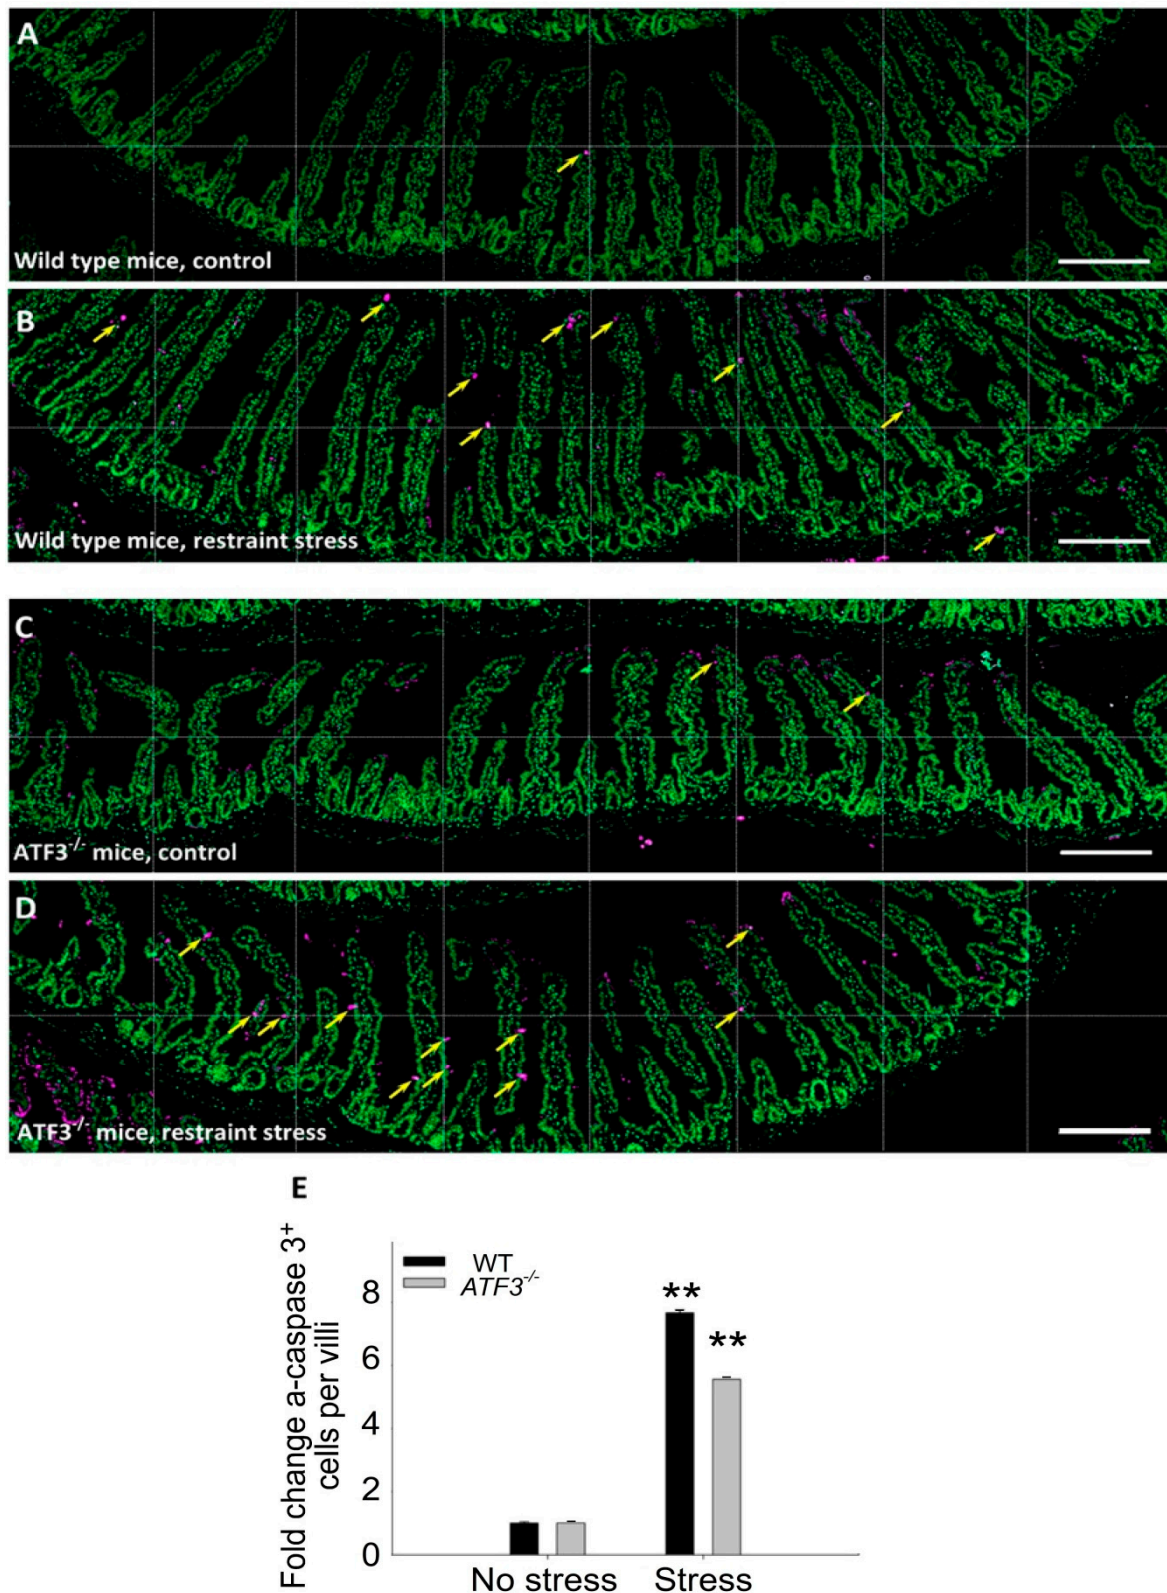 A
Wild type mice, control
B
Wild type mice, restraint stress
C
ATF3-/- mice, control
D
ATF3-/- mice, restraint stress
E
Fold change a-caspase 3+
cells per villi
WT
ATF3-/-
8
6
4
2
0
**
**
No stress Stress